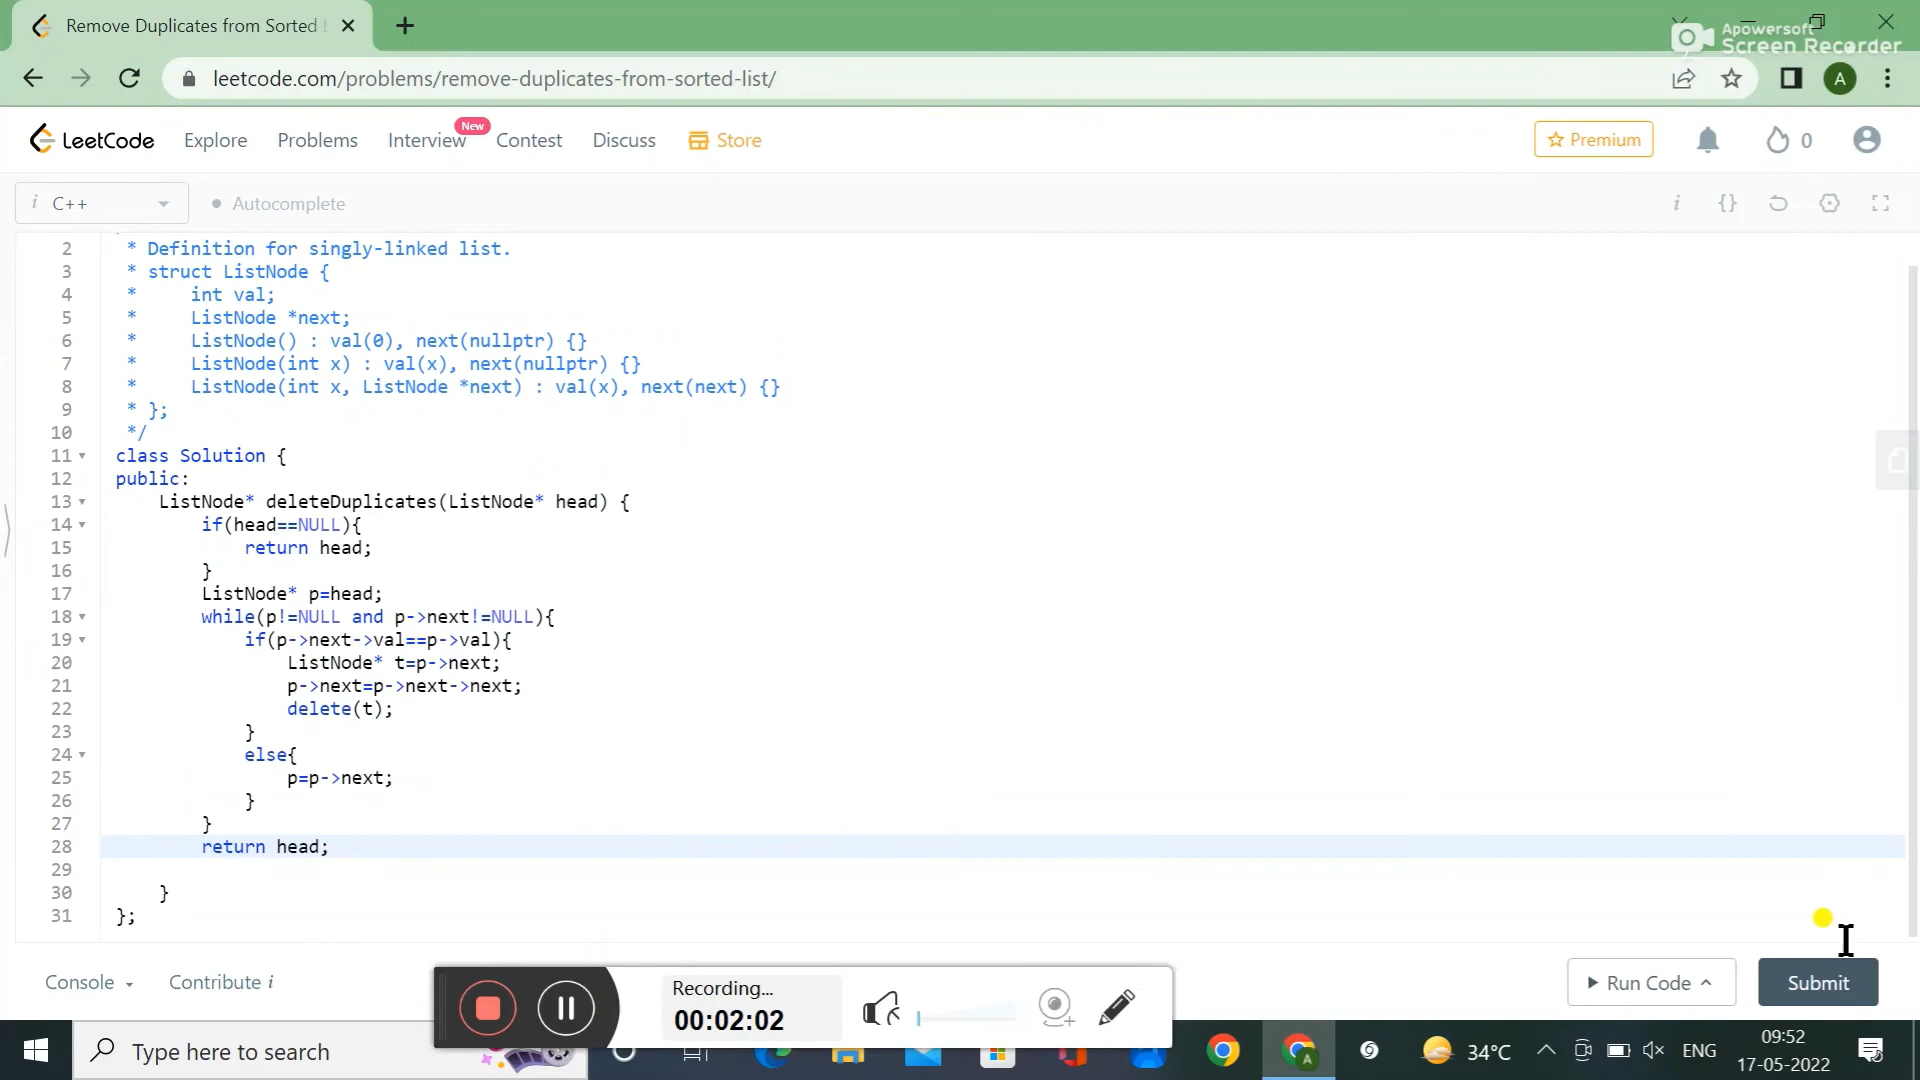 Remove Duplicates from Sorted L
Apowersoft
Screen Recorder
leetcode.com/problems/remove-duplicates-from-sorted-list/
A
LeetCode
Explore
Problems
Interview
New
Contest
Discuss
Store
Premium
0
i C++
Autocomplete
i {}
2 * Definition for singly-linked list.
3 * struct ListNode {
4 *     int val;
5 *     ListNode *next;
6 *     ListNode() : val(0), next(nullptr) {}
7 *     ListNode(int x) : val(x), next(nullptr) {}
8 *     ListNode(int x, ListNode *next) : val(x), next(next) {}
9 * };
10 */
11 class Solution {
12 public:
13     ListNode* deleteDuplicates(ListNode* head) {
14         if(head==NULL){
15             return head;
16         }
17         ListNode* p=head;
18         while(p!=NULL and p->next!=NULL){
19             if(p->next->val==p->val){
20                 ListNode* t=p->next;
21                 p->next=p->next->next;
22                 delete(t);
23             }
24             else{
25                 p=p->next;
26             }
27         }
28         return head;
29
30     }
31 };
Console
Contribute i
Run Code
Submit
Recording...
00:02:02
Type here to search
A
34°C
ENG
09:52
17-05-2022